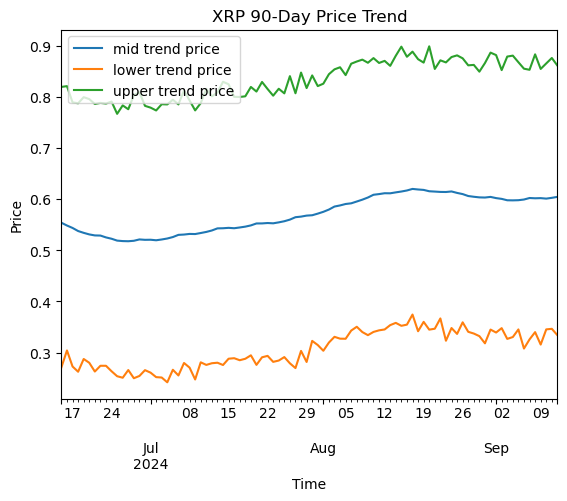 XRP 90-Day Price Trend
mid trend price
lower trend price
upper trend price
Price
0.9
0.8
0.7
0.6
0.5
0.4
0.3
17 24 08 15 22 29 05 12 19 26 02 09
Jul Aug Sep
2024
Time